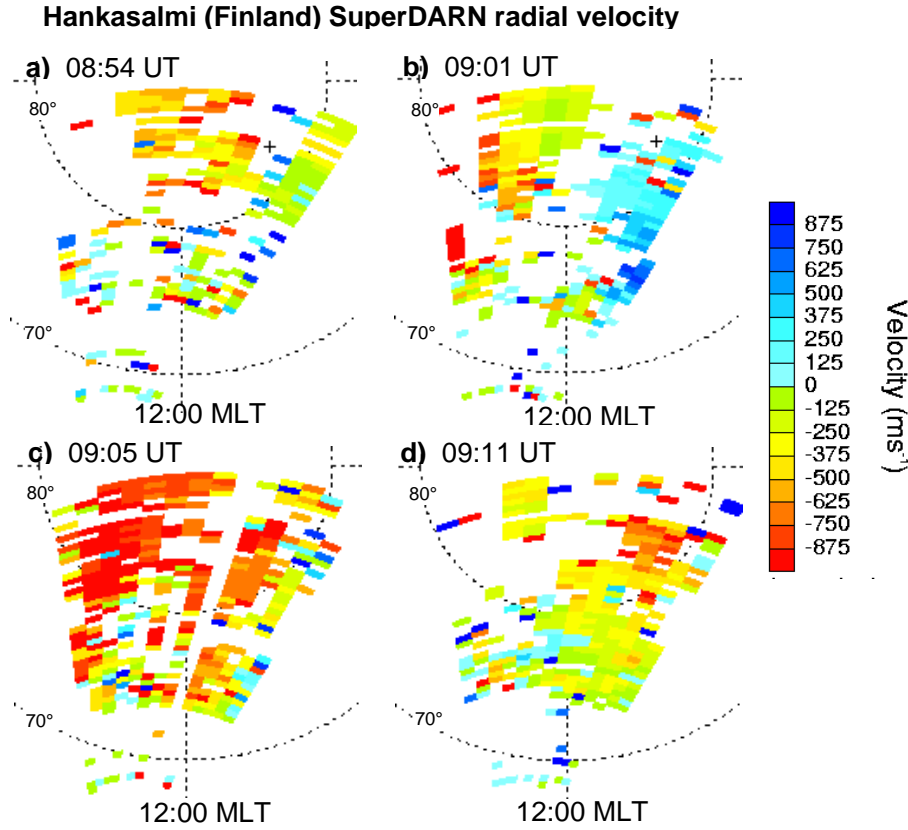 Hankasalmi (Finland) SuperDARN radial velocity
a) 08:54 UT
b) 09:01 UT
80°
80°
70°
70°
12:00 MLT
12:00 MLT
875
750
625
500
375
250
125
0
-125
-250
-375
-500
-625
-750
-875
Velocity (ms⁻¹)
c) 09:05 UT
d) 09:11 UT
80°
80°
70°
70°
12:00 MLT
12:00 MLT